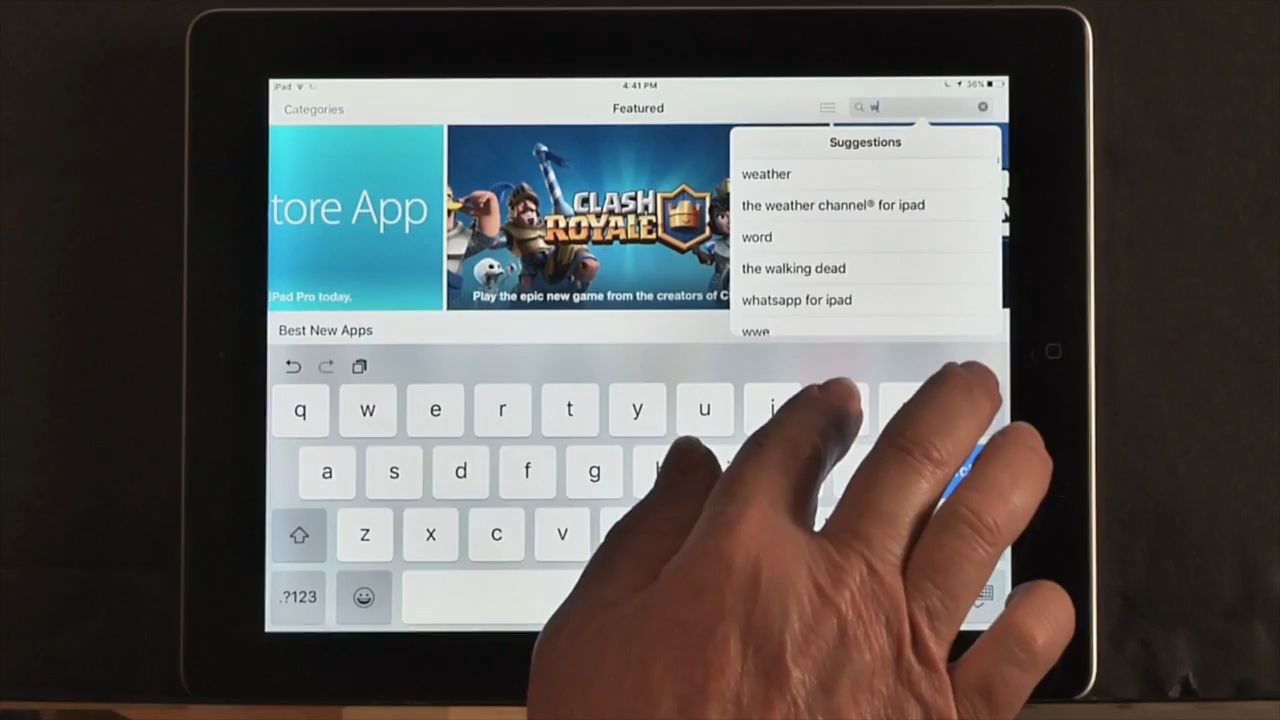 iPad
4:41 PM
36%
Categories
Featured
w
tore App
iPad Pro today.
CLASH
ROYALE
Play the epic new game from the creators of C
Suggestions
weather
the weather channel® for ipad
word
the walking dead
whatsapp for ipad
wwe
Best New Apps
q w e r t y u i
a s d f g
z x c v
.?123